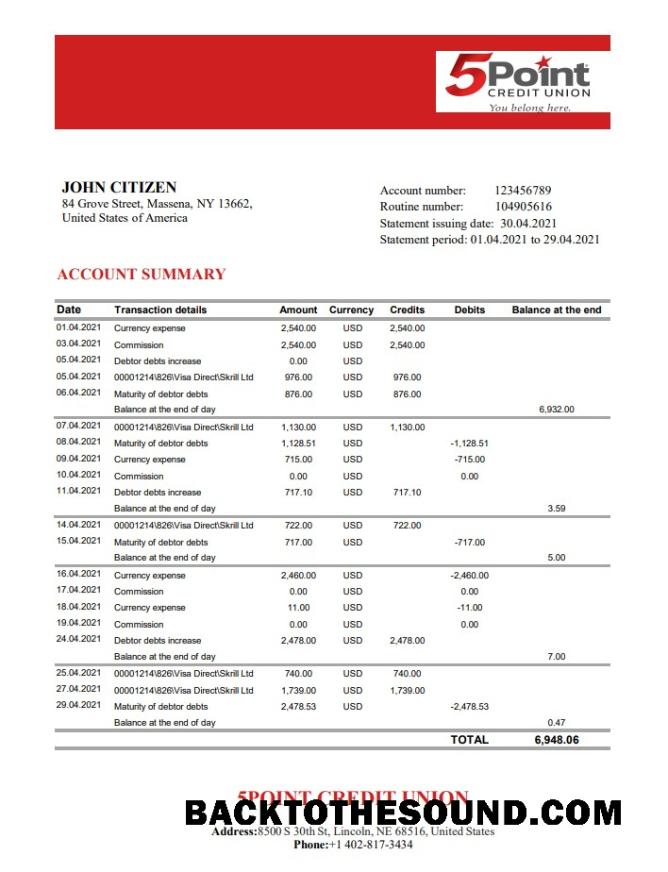 5Point
CREDIT UNION
You belong here.
JOHN CITIZEN
84 Grove Street, Massena, NY 13662,
United States of America
Account number: 123456789
Routine number: 104905616
Statement issuing date: 30.04.2021
Statement period: 01.04.2021 to 29.04.2021
ACCOUNT SUMMARY
Date Transaction details Amount Currency Credits Debits Balance at the end
01.04.2021 Currency expense 2,540.00 USD 2,540.00
03.04.2021 Commission 2,540.00 USD 2,540.00
05.04.2021 Debtor debts increase 0.00 USD
05.04.2021 00001214\826\Visa Direct\Skrill Ltd 976.00 USD 976.00
06.04.2021 Maturity of debtor debts 876.00 USD 876.00
Balance at the end of day 6,932.00
07.04.2021 00001214\826\Visa Direct\Skrill Ltd 1,130.00 USD 1,130.00
08.04.2021 Maturity of debtor debts 1,128.51 USD -1,128.51
09.04.2021 Currency expense 715.00 USD -715.00
10.04.2021 Commission 0.00 USD 0.00
11.04.2021 Debtor debts increase 717.10 USD 717.10
Balance at the end of day 3.59
14.04.2021 00001214\826\Visa Direct\Skrill Ltd 722.00 USD 722.00
15.04.2021 Maturity of debtor debts 717.00 USD -717.00
Balance at the end of day 5.00
16.04.2021 Currency expense 2,460.00 USD -2,460.00
17.04.2021 Commission 0.00 USD 0.00
18.04.2021 Currency expense 11.00 USD -11.00
19.04.2021 Commission 0.00 USD 0.00
24.04.2021 Debtor debts increase 2,478.00 USD 2,478.00
Balance at the end of day 7.00
25.04.2021 00001214\826\Visa Direct\Skrill Ltd 740.00 USD 740.00
27.04.2021 00001214\826\Visa Direct\Skrill Ltd 1,739.00 USD 1,739.00
29.04.2021 Maturity of debtor debts 2,478.53 USD -2,478.53
Balance at the end of day 0.47
TOTAL 6,948.06
5POINT CREDIT UNION
BACKTOTHESOUND.COM
Address:8500 S 30th St, Lincoln, NE 68516, United States
Phone:+1 402-817-3434